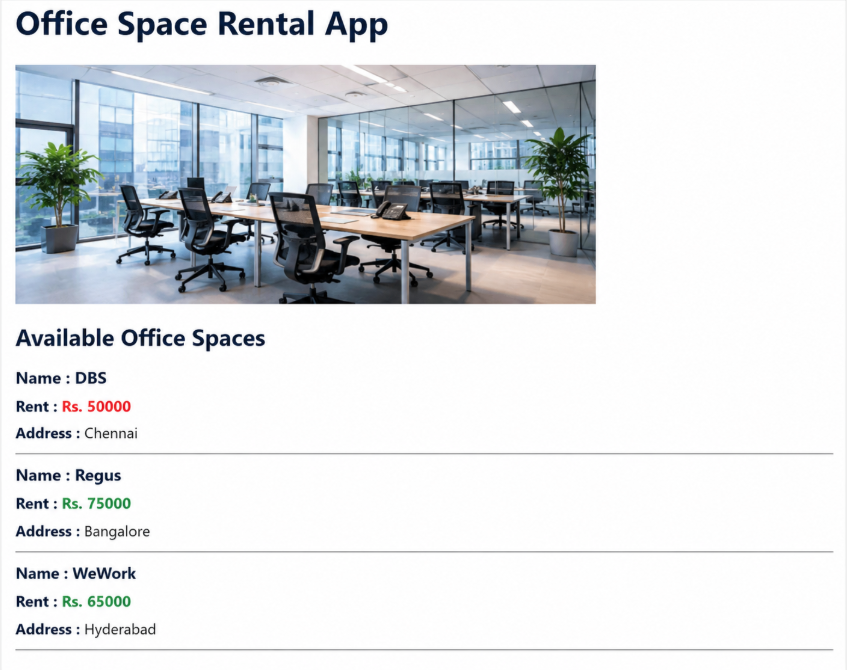 Office Space Rental App
Available Office Spaces
Name : DBS
Rent : Rs. 50000
Address : Chennai
Name : Regus
Rent : Rs. 75000
Address : Bangalore
Name : WeWork
Rent : Rs. 65000
Address : Hyderabad